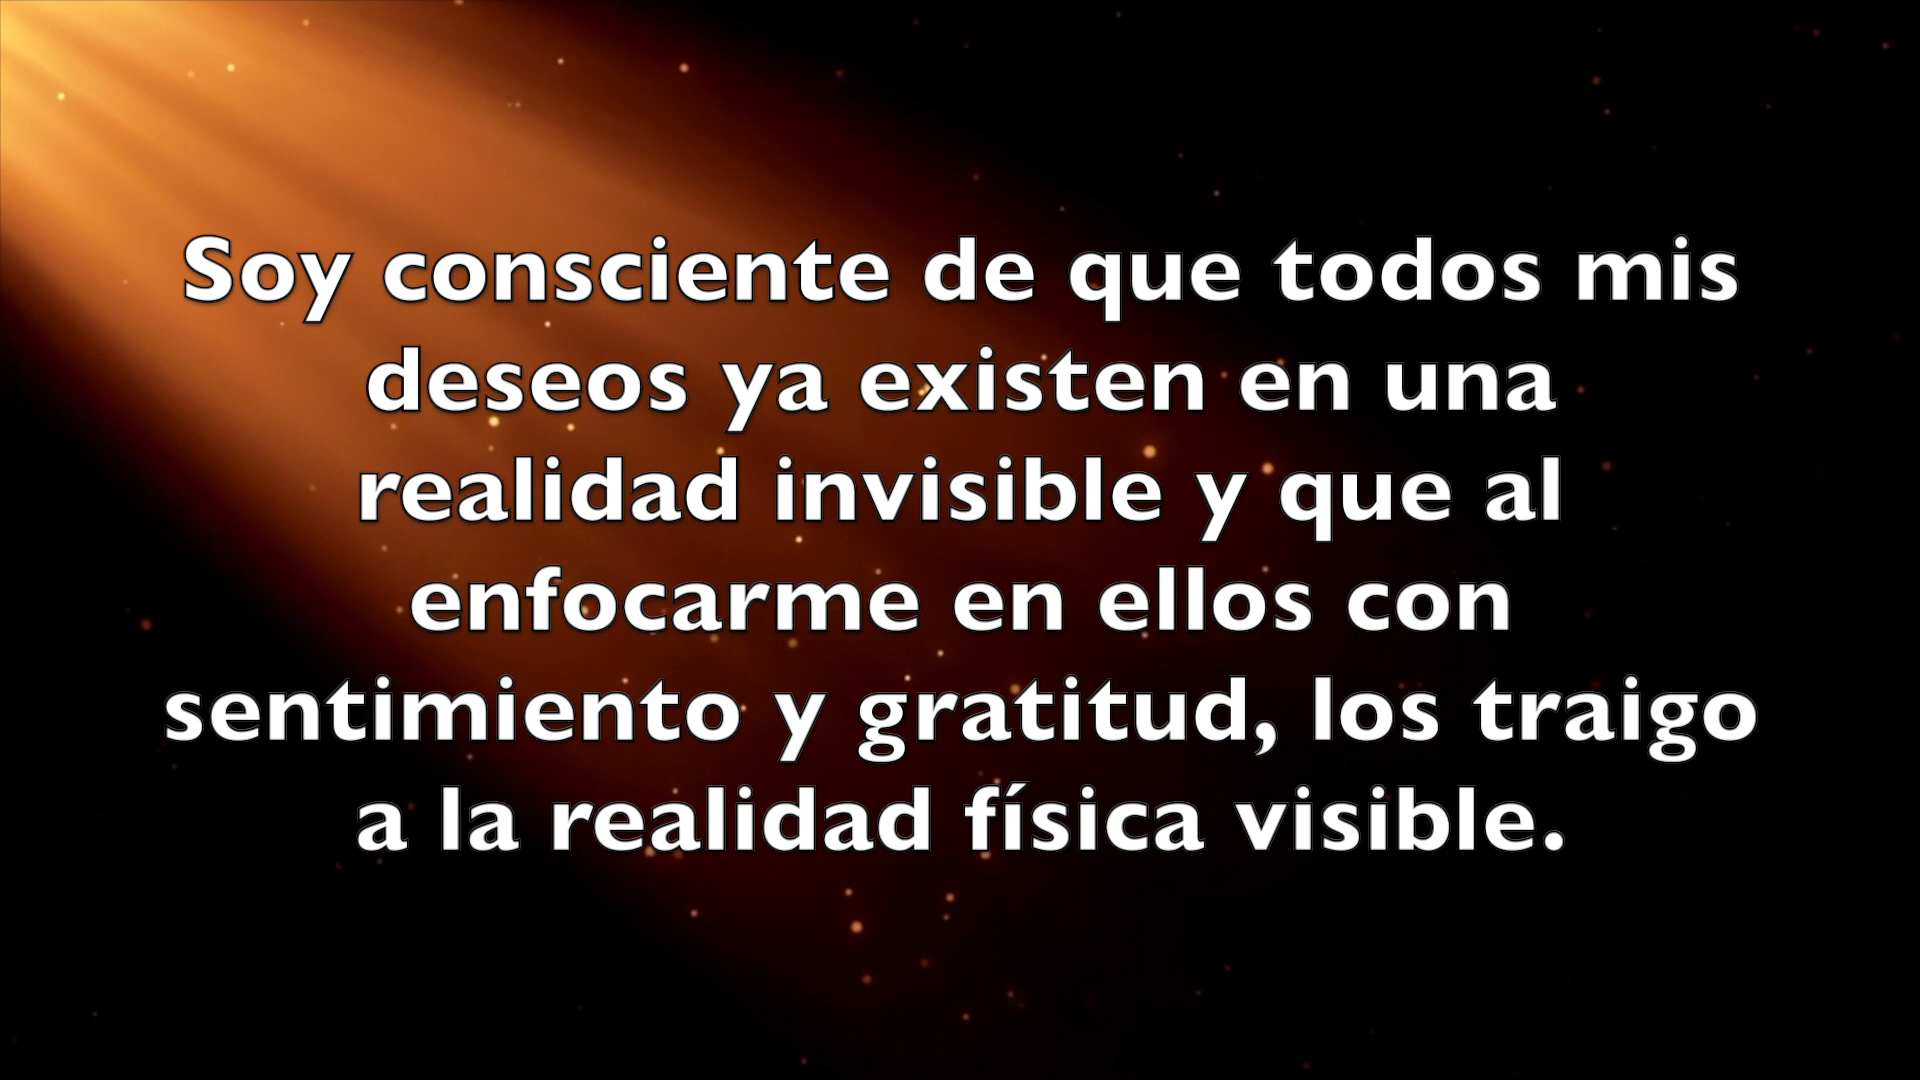 Soy consciente de que todos mis
deseos ya existen en una
realidad invisible y que al
enfocarme en ellos con
sentimiento y gratitud, los traigo
a la realidad física visible.